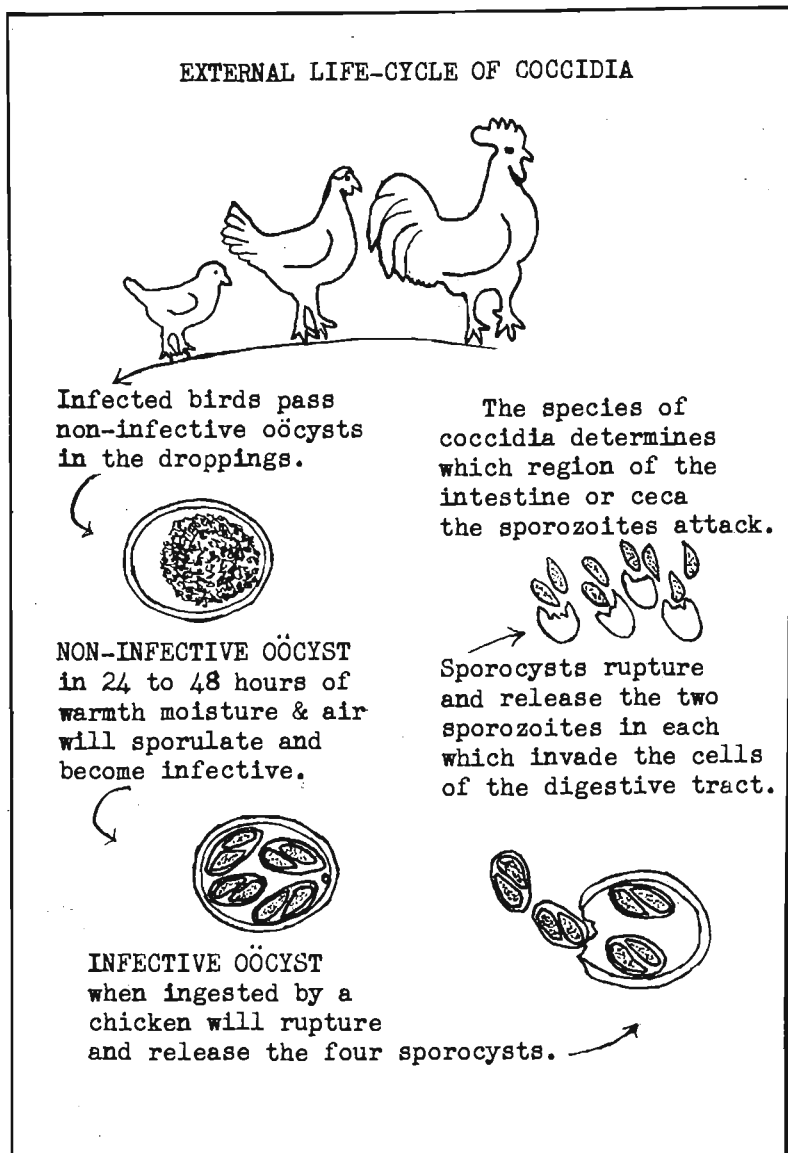 EXTERNAL LIFE-CYCLE OF COCCIDIA
Infected birds pass
non-infective oöcysts
in the droppings.
NON-INFECTIVE OÖCYST
in 24 to 48 hours of
warmth moisture & air
will sporulate and
become infective.
INFECTIVE OÖCYST
when ingested by a
chicken will rupture
and release the four sporocysts.
Sporocysts rupture
and release the two
sporozoites in each
which invade the cells
of the digestive tract.
The species of
coccidia determines
which region of the
intestine or ceca
the sporozoites attack.